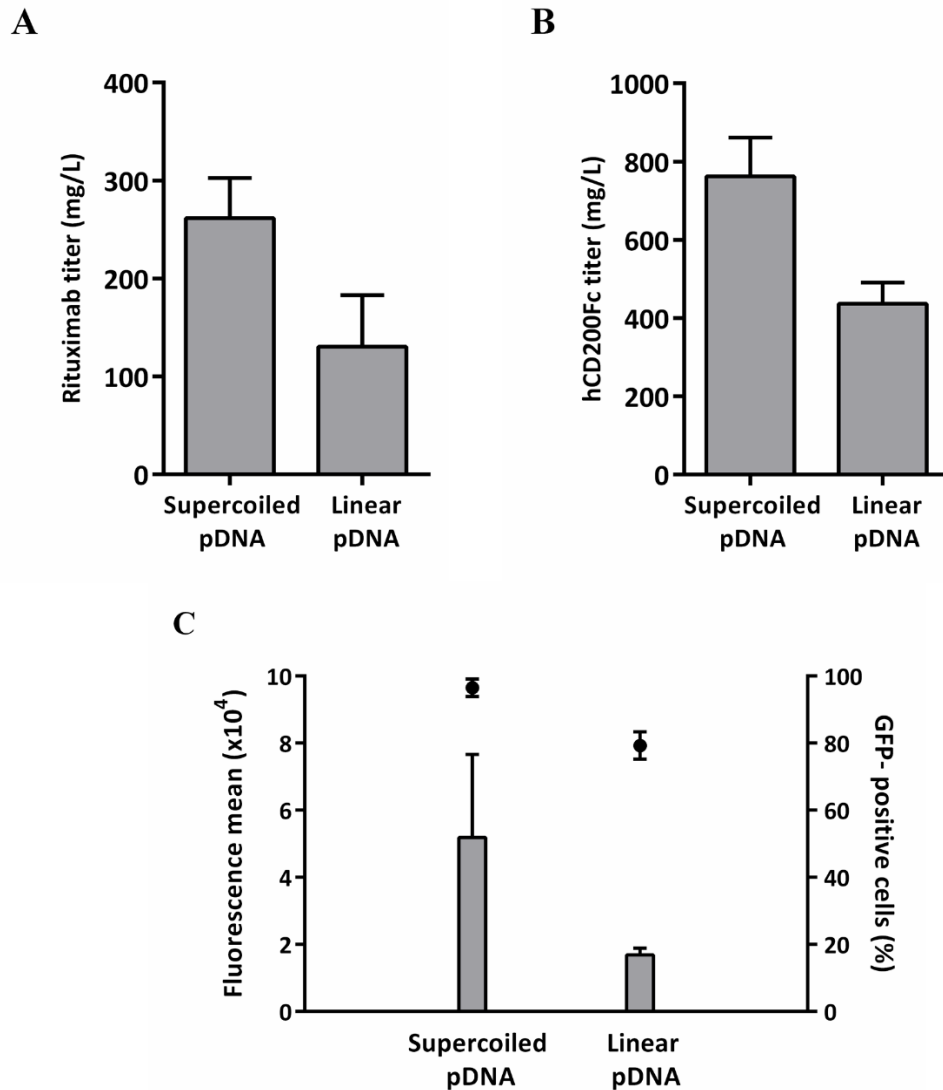 A
Rituximab titer (mg/L)
400
300
200
100
0
Supercoiled
pDNA
Linear
pDNA
B
hCD200Fc titer (mg/L)
1000
800
600
400
200
0
Supercoiled
pDNA
Linear
pDNA
C
Fluorescence mean (x10⁴)
10
8
6
4
2
0
100
80
60
40
20
0
GFP- positive cells (%)
Supercoiled
pDNA
Linear
pDNA